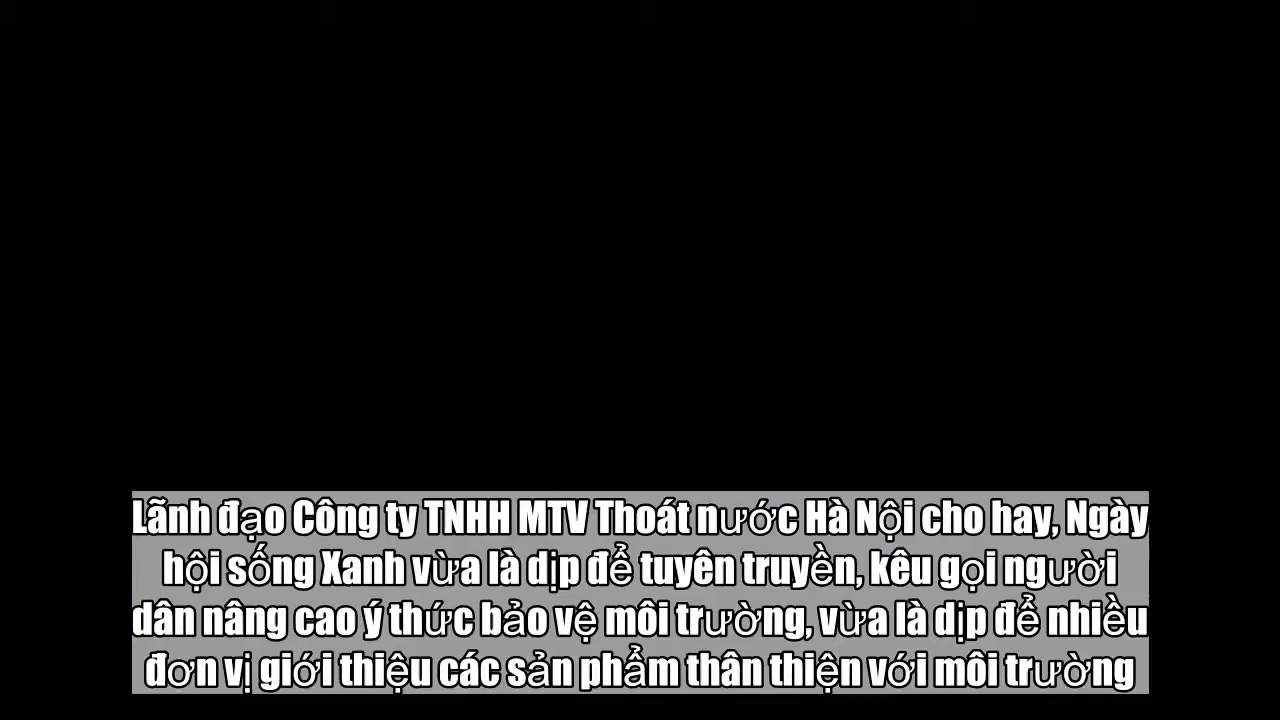 Lãnh đạo Công ty TNHH MTV Thoát nước Hà Nội cho hay, Ngày
hội sống Xanh vừa là dịp để tuyên truyền, kêu gọi người
dân nâng cao ý thức bảo vệ môi trường, vừa là dịp để nhiều
đơn vị giới thiệu các sản phẩm thân thiện với môi trường